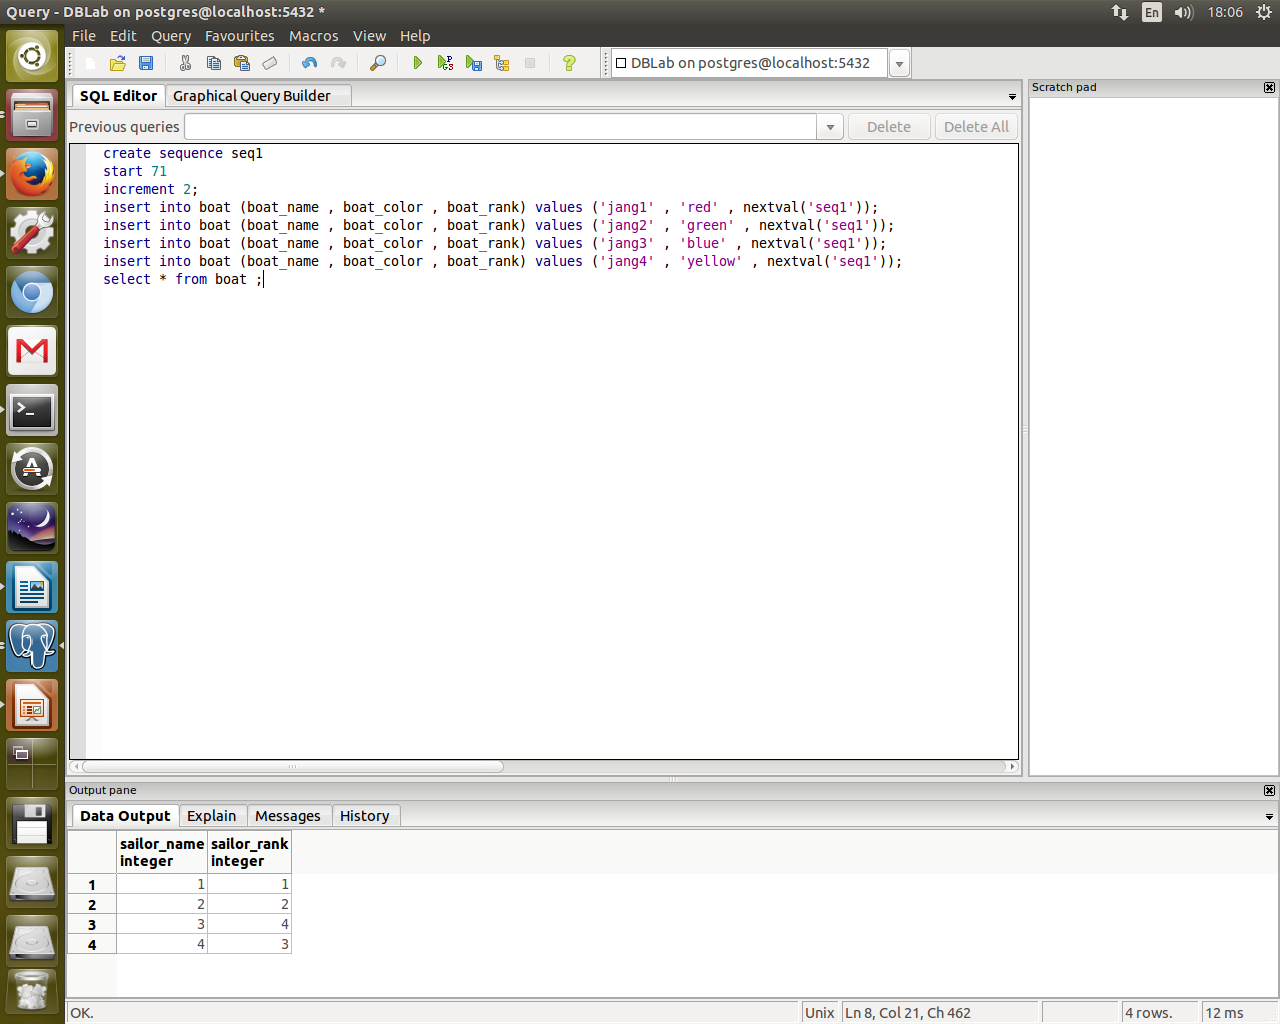 Query - DBLab on postgres@localhost:5432 *
En
18:06
File Edit Query Favourites Macros View Help
DBLab on postgres@localhost:5432
SQL Editor Graphical Query Builder
Scratch pad
Previous queries
Delete
Delete All
create sequence seq1
start 71
increment 2;
insert into boat (boat_name , boat_color , boat_rank) values ('jang1' , 'red' , nextval('seq1'));
insert into boat (boat_name , boat_color , boat_rank) values ('jang2' , 'green' , nextval('seq1'));
insert into boat (boat_name , boat_color , boat_rank) values ('jang3' , 'blue' , nextval('seq1'));
insert into boat (boat_name , boat_color , boat_rank) values ('jang4' , 'yellow' , nextval('seq1'));
select * from boat ;
Output pane
Data Output Explain Messages History
sailor_name sailor_rank
integer integer
1 1 1
2 2 2
3 3 4
4 4 3
OK.
Unix
Ln 8, Col 21, Ch 462
4 rows.
12 ms